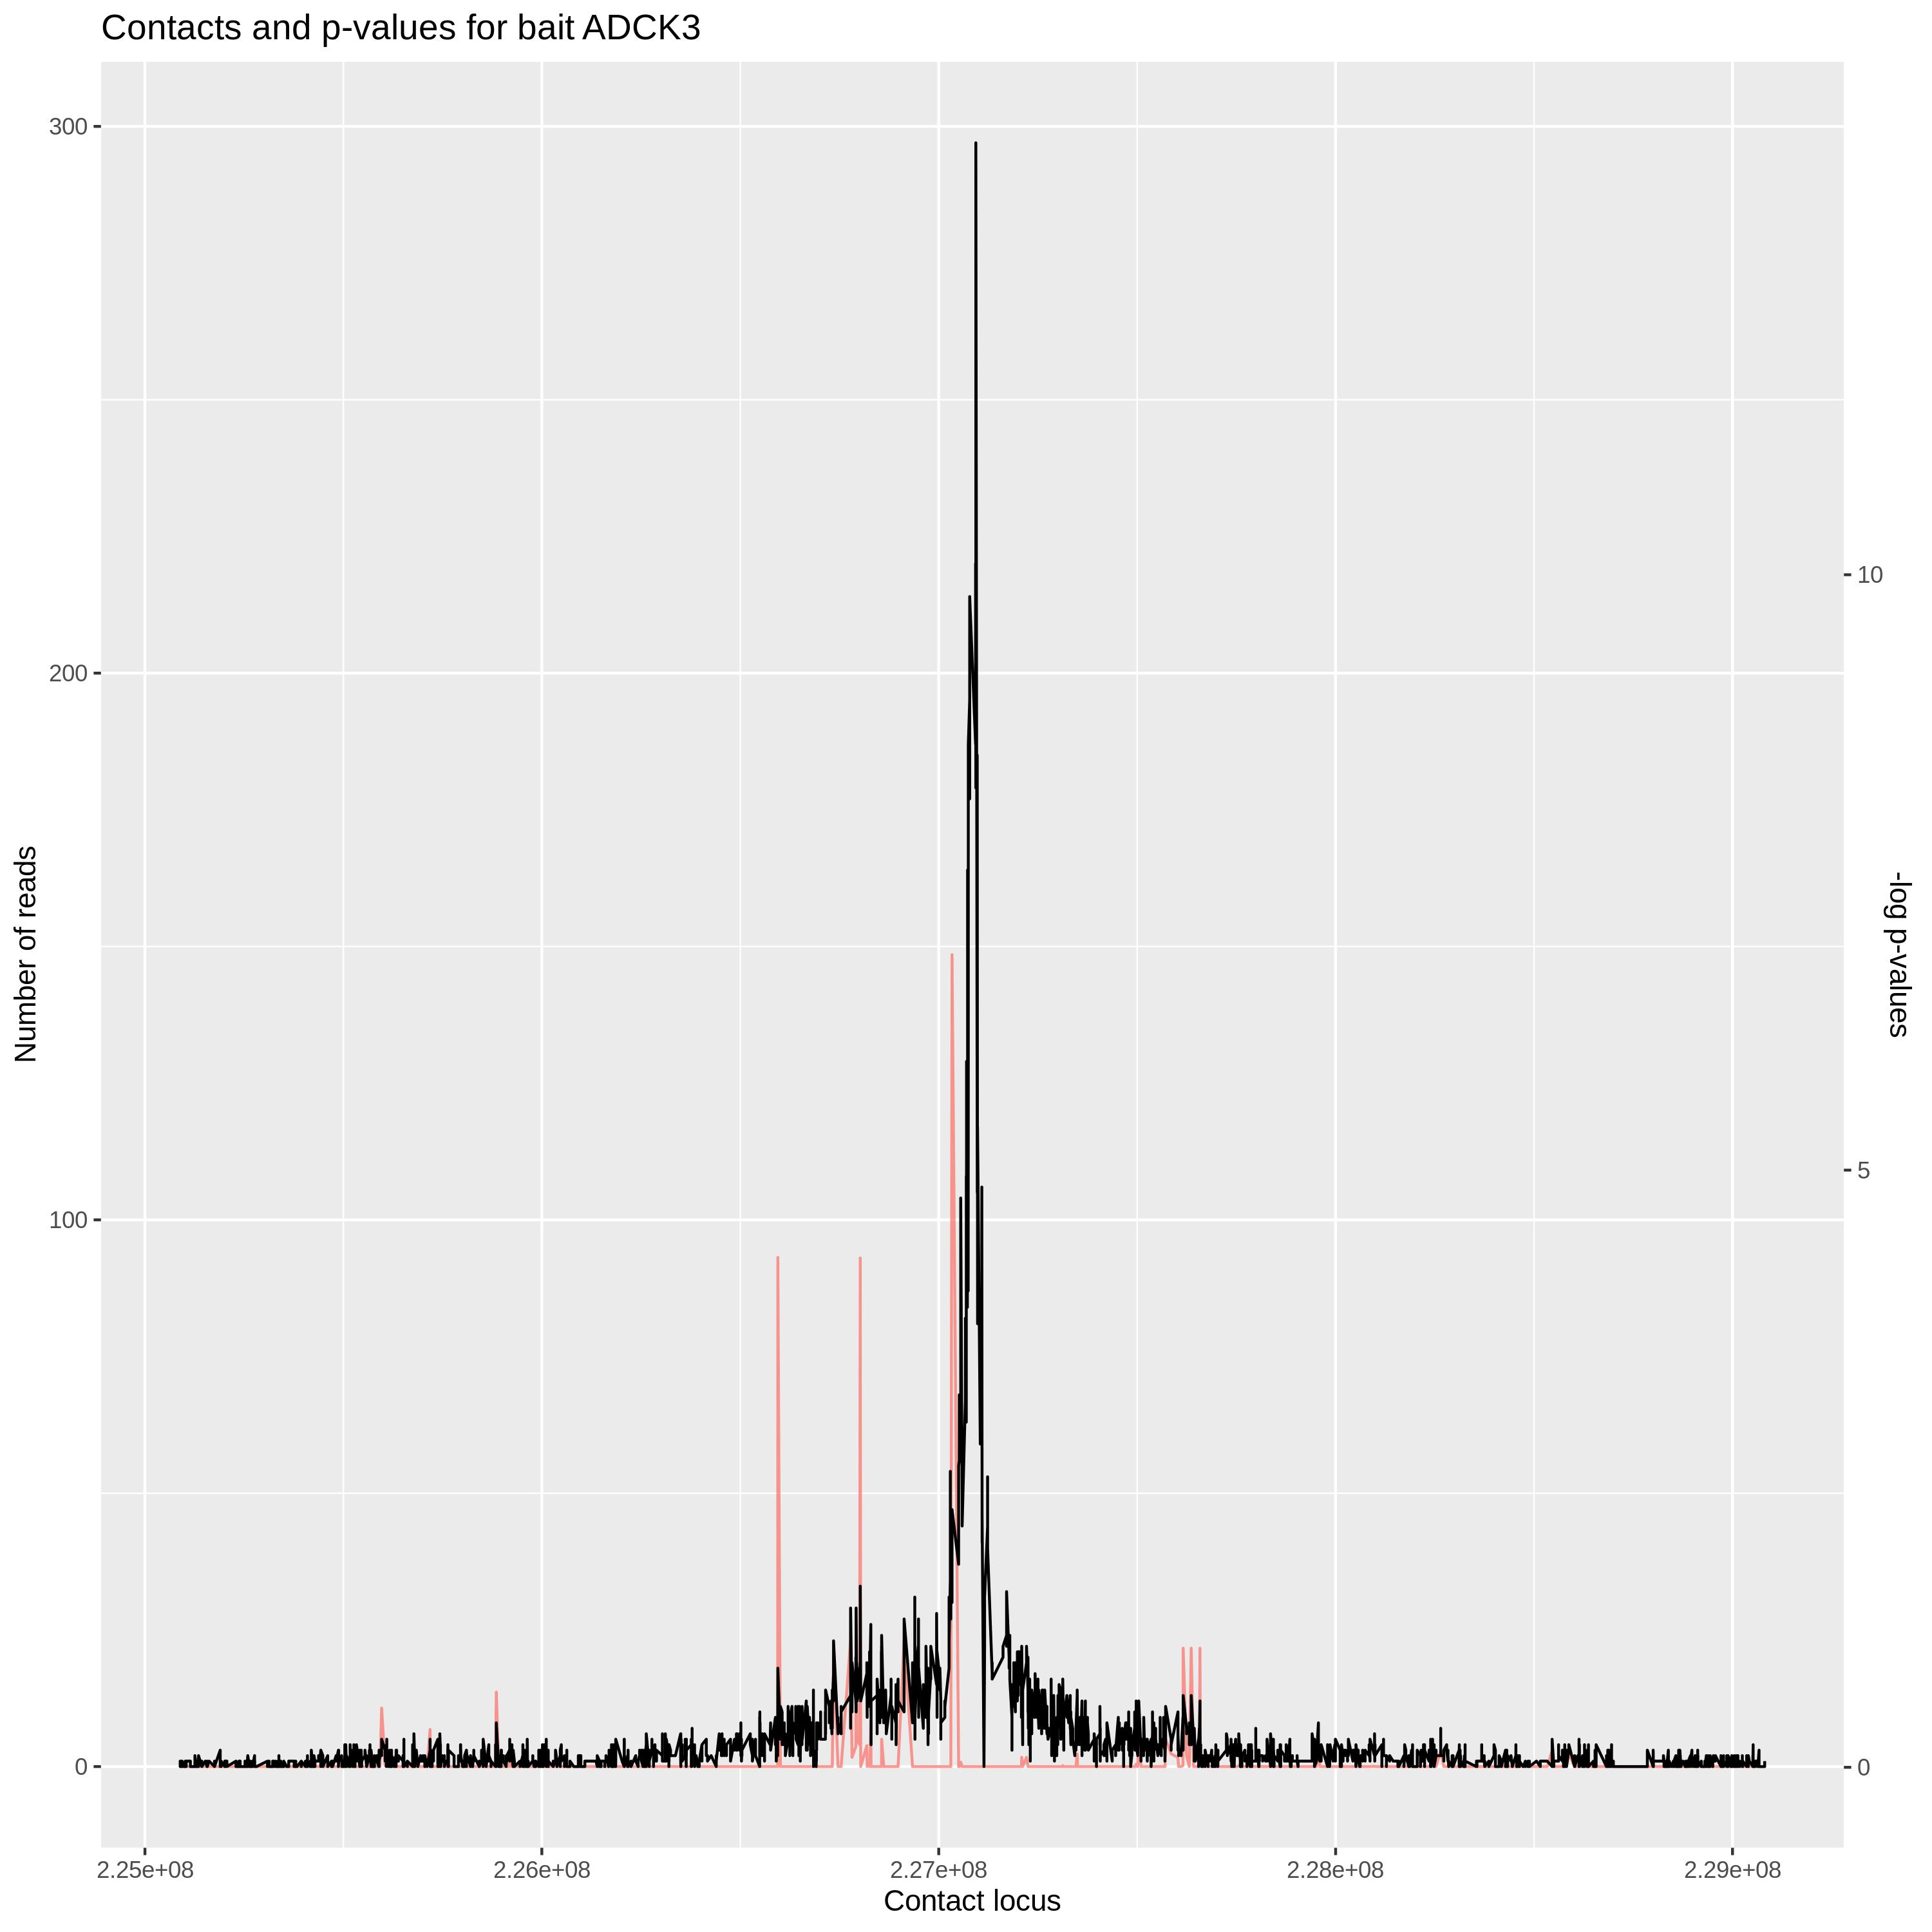 Contacts and p-values for bait ADCK3
300
200
100
0
Number of reads
10
5
0
-log p-values
2.25e+08
2.26e+08
2.27e+08
2.28e+08
2.29e+08
Contact locus